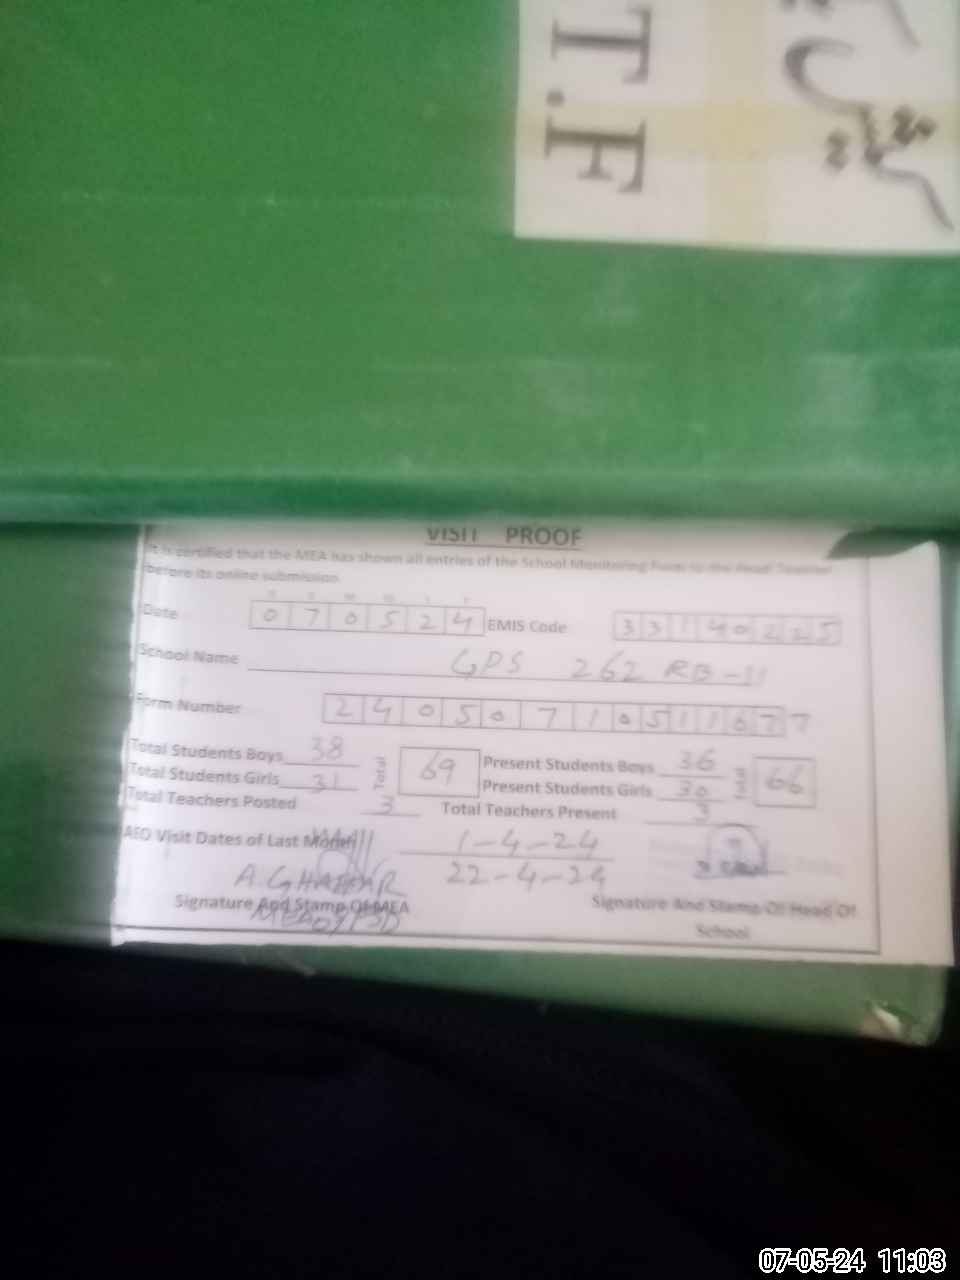 T.F
VISIT PROOF
It is certified that the MEA has shown all entries of the School Monitoring Form to the Head Teacher
before its online submission
Date 0 7 0 5 2 4 EMIS Code 3 3 1 4 0 2 2 5
School Name GPS 262 RB-II
Form Number 2 4 0 5 0 7 1 0 5 1 1 6 7 7
Total Students Boys 38 Total 69 Present Students Boys 36 Total 66
Total Students Girls 31 Present Students Girls 30
Total Teachers Posted 3 Total Teachers Present 3
AEO Visit Dates of Last Month 1-4-24
22-4-24
A.GHAFFAR
Signature And Stamp Of MEA Signature And Stamp Of Head Of
School
07-05-24 11:03